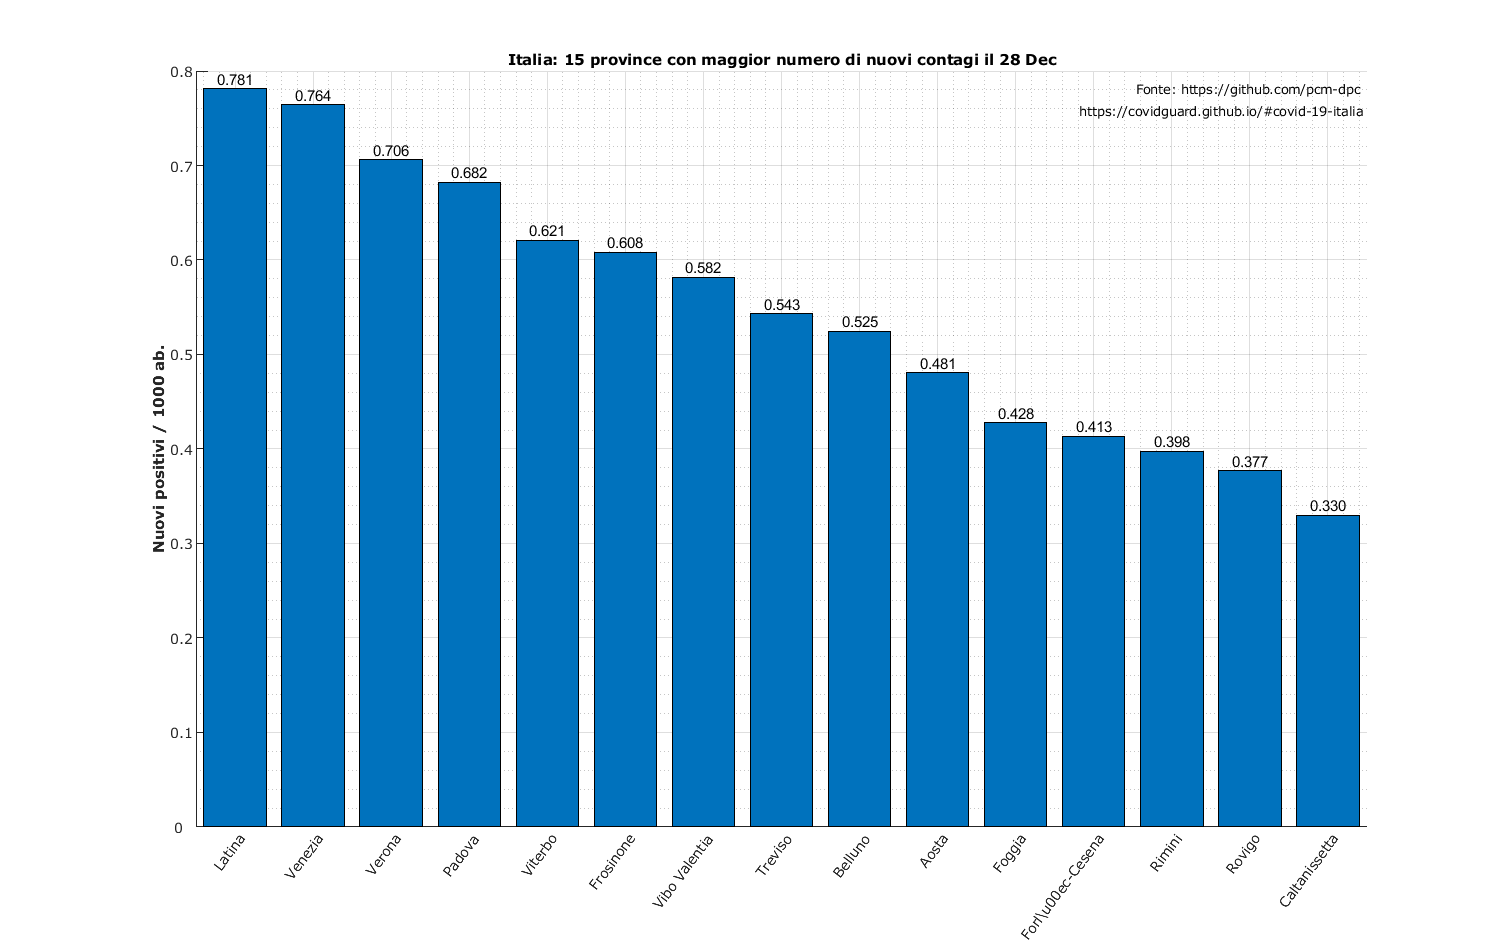 Italia: 15 province con maggior numero di nuovi contagi il 28 Dec
Fonte: https://github.com/pcm-dpc
https://covidguard.github.io/#covid-19-italia
Nuovi positivi / 1000 ab.
0.8
0.7
0.6
0.5
0.4
0.3
0.2
0.1
0
0.781
0.764
0.706
0.682
0.621
0.608
0.582
0.543
0.525
0.481
0.428
0.413
0.398
0.377
0.330
Latina
Venezia
Verona
Padova
Viterbo
Frosinone
Vibo Valentia
Treviso
Belluno
Aosta
Foggia
Forl\u00ec-Cesena
Rimini
Rovigo
Caltanissetta